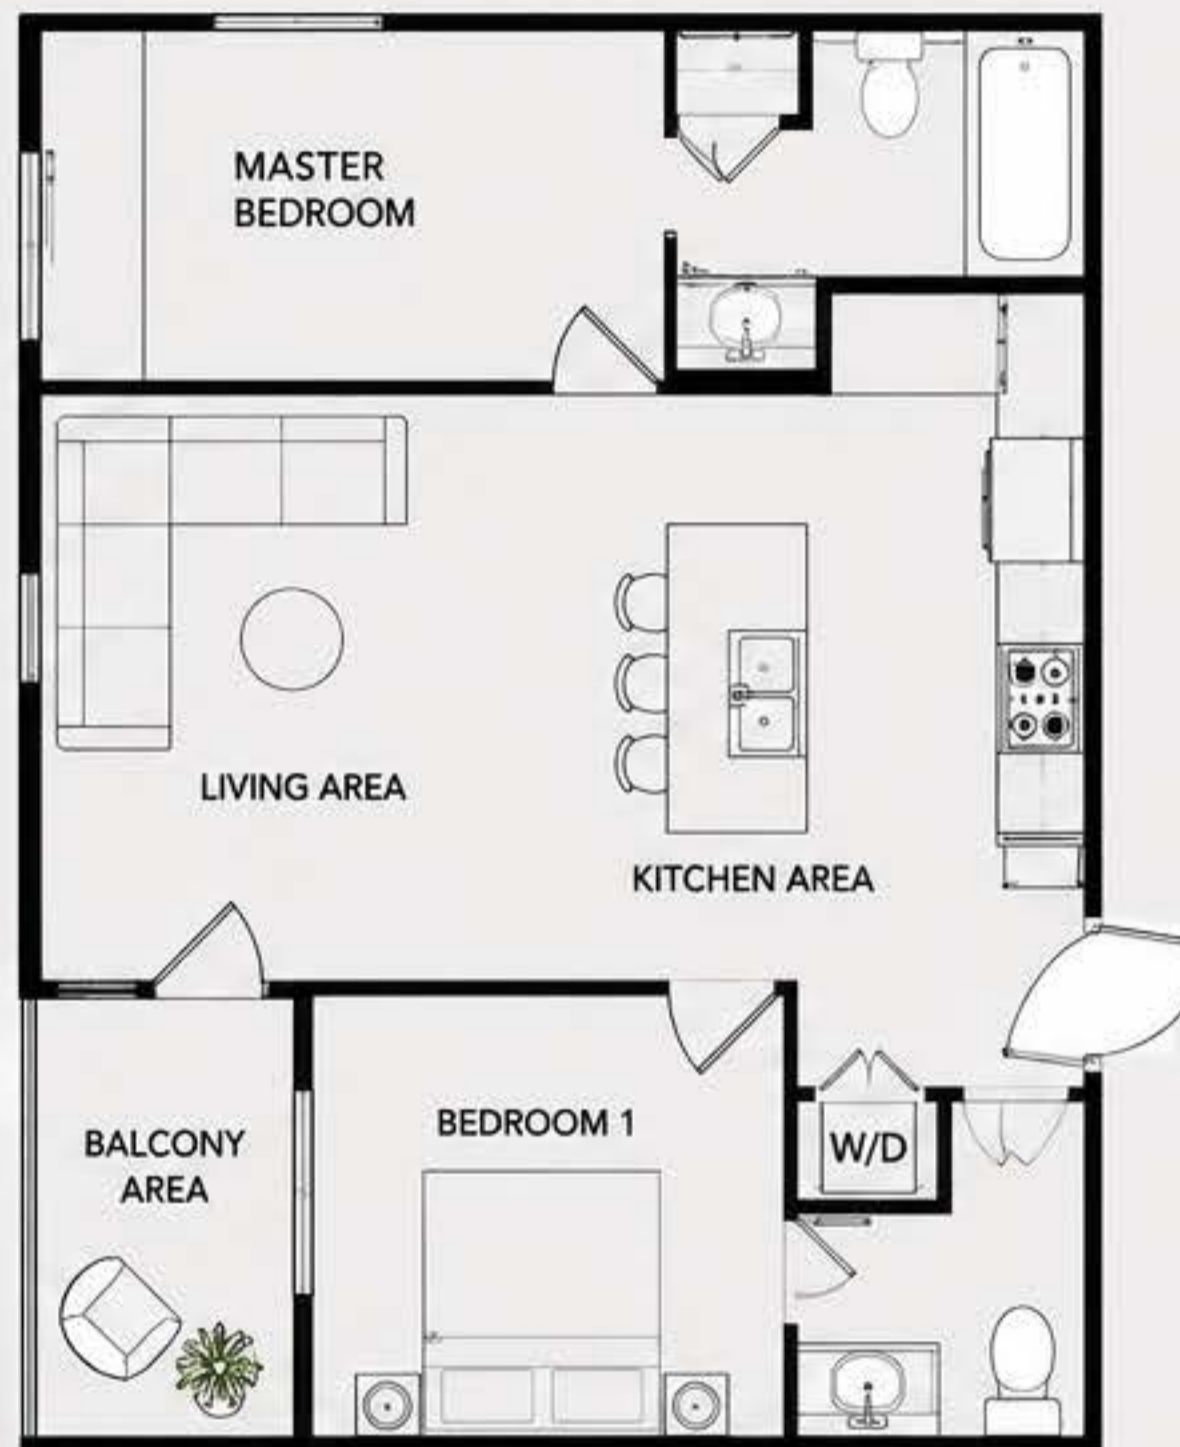 MASTER
BEDROOM
LIVING AREA
KITCHEN AREA
BALCONY
AREA
BEDROOM 1
W/D